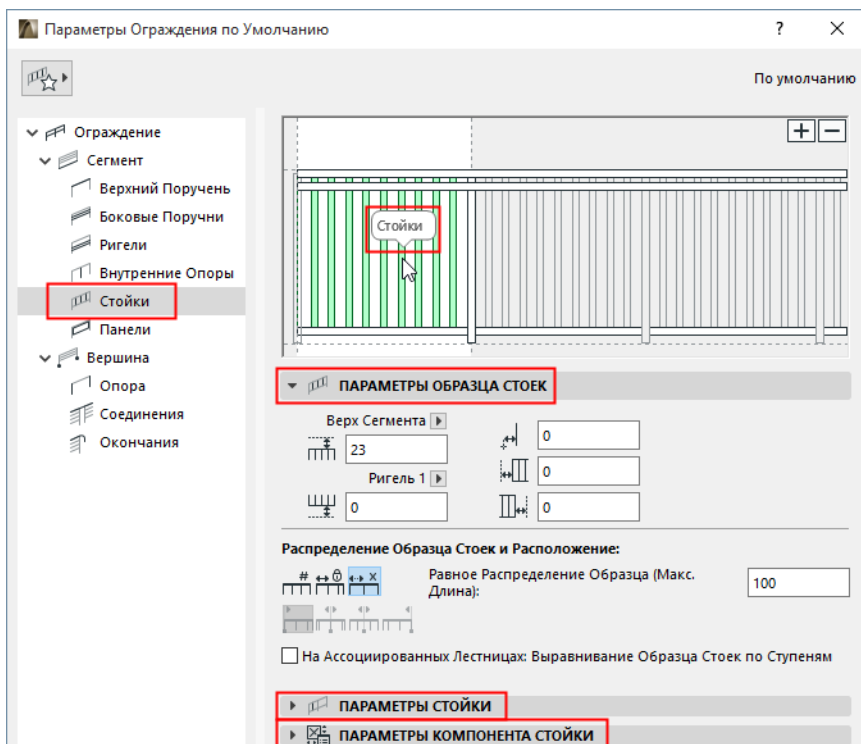 Параметры Ограждения по Умолчанию
?
По умолчанию
Ограждение
Сегмент
Верхний Поручень
Боковые Поручни
Ригели
Внутренние Опоры
Стойки
Панели
Вершина
Опора
Соединения
Окончания
Стойки
ПАРАМЕТРЫ ОБРАЗЦА СТОЕК
Верх Сегмента
23
Ригель 1
0
0
0
0
Распределение Образца Стоек и Расположение:
# X
Равное Распределение Образца (Макс.
Длина):
100
На Ассоциированных Лестницах: Выравнивание Образца Стоек по Ступеням
ПАРАМЕТРЫ СТОЙКИ
ПАРАМЕТРЫ КОМПОНЕНТА СТОЙКИ